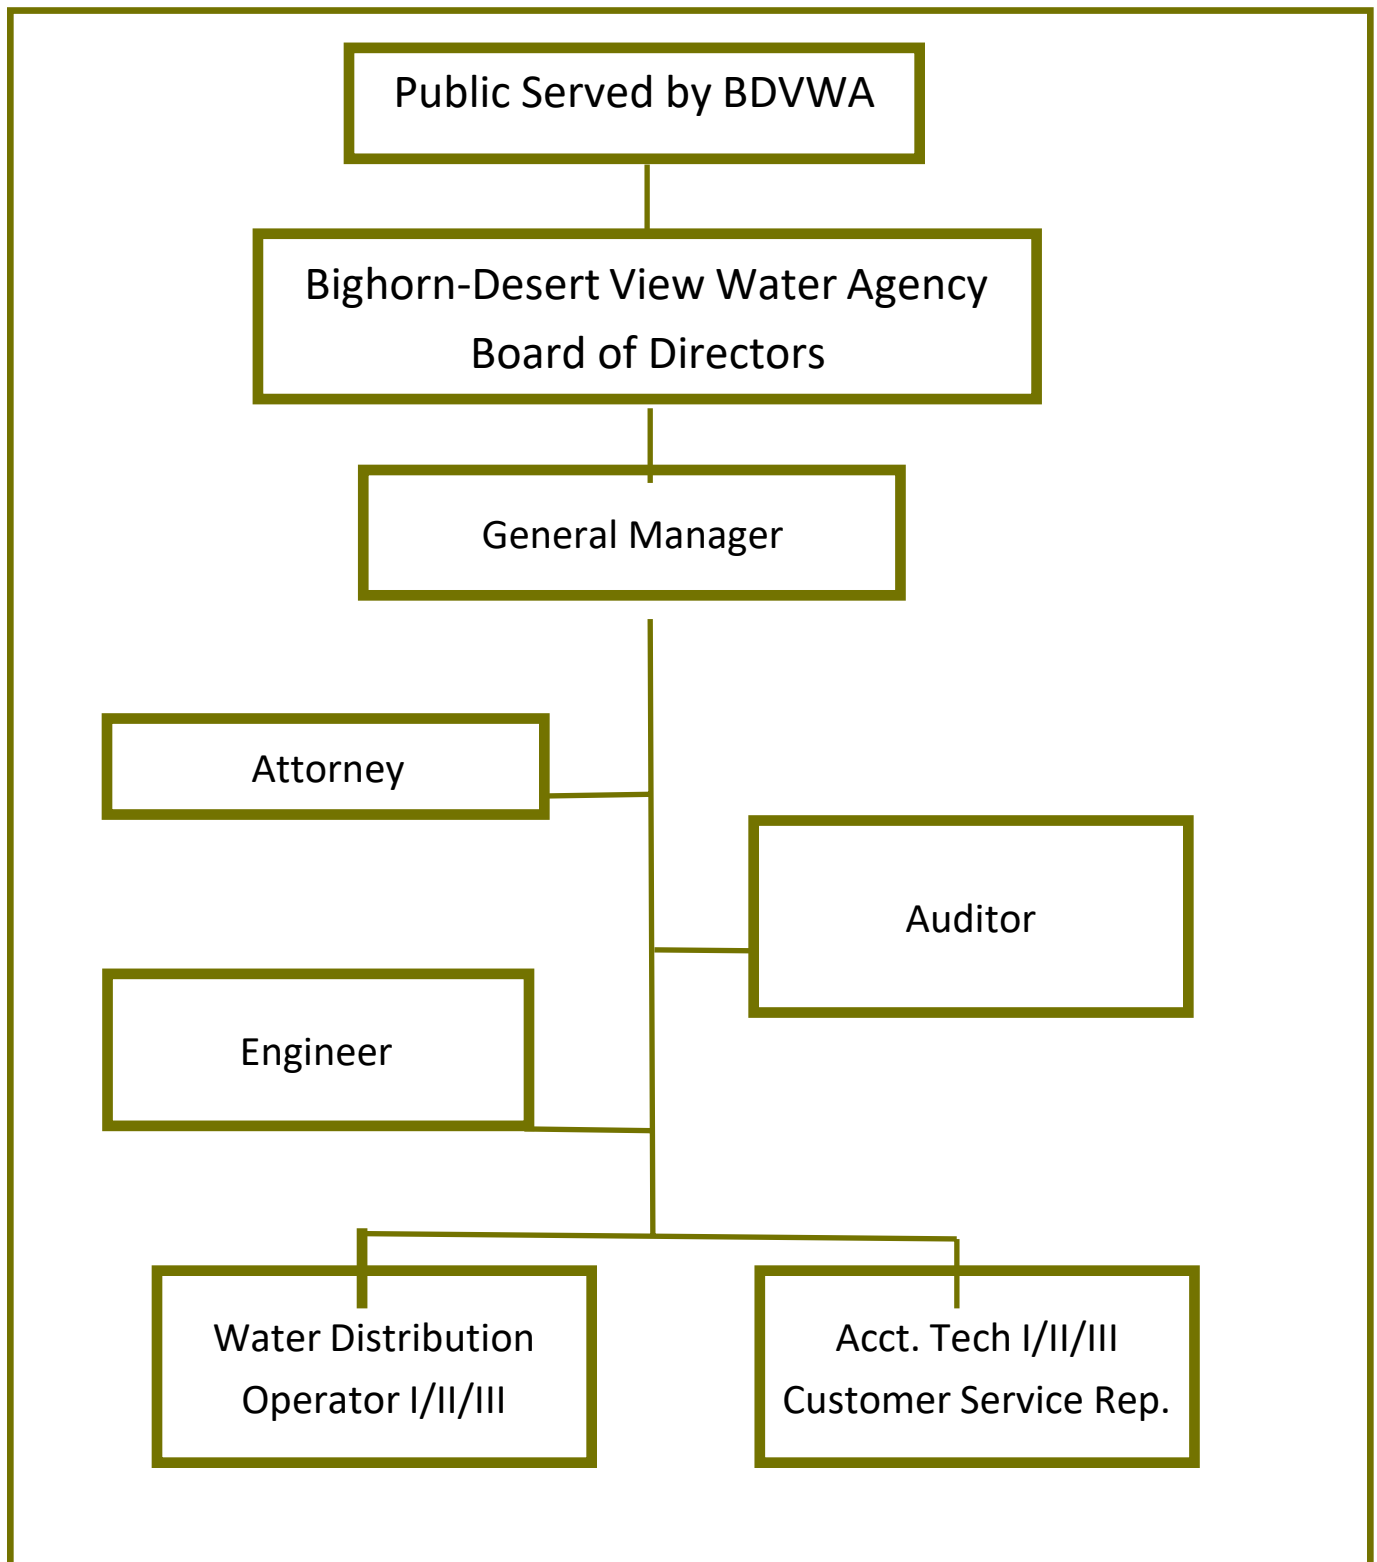 Public Served by BDVWA
Bighorn-Desert View Water Agency
Board of Directors
General Manager
Attorney
Auditor
Engineer
Water Distribution
Operator I/II/III
Acct. Tech I/II/III
Customer Service Rep.